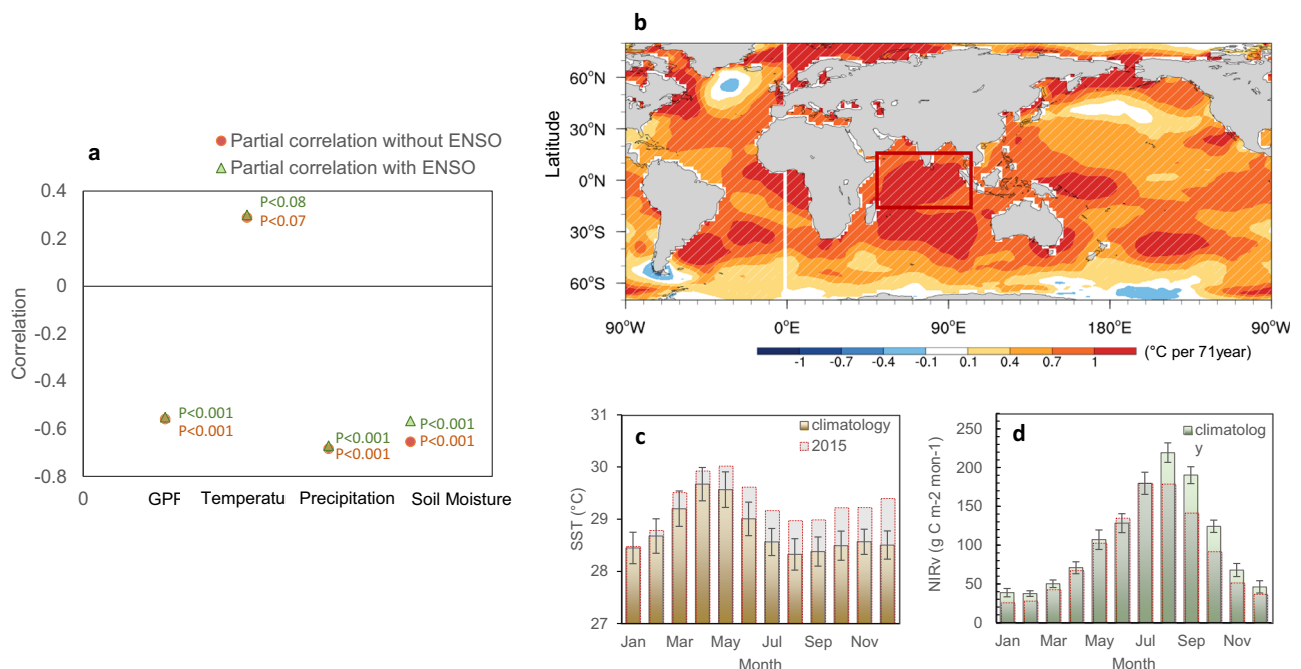 a
Partial correlation without ENSO
Partial correlation with ENSO
Correlation
0.4
0.2
0
-0.2
-0.4
-0.6
-0.8
P<0.08
P<0.07
P<0.001
P<0.001
P<0.001
P<0.001
P<0.001
P<0.001
0
GPF
Temperatu
Precipitation
Soil Moisture
b
Latitude
60°N
30°N
0°N
30°S
60°S
90°W
0°E
90°E
180°E
90°W
-1
-0.7
-0.4
-0.1
0.1
0.4
0.7
1
(°C per 71year)
c
climatology
2015
SST (°C)
31
30
29
28
27
Jan
Mar
May
Jul
Sep
Nov
Month
d
climatolog
y
NIRv (g C m-2 mon-1)
250
200
150
100
50
0
Jan
Mar
May
Jul
Sep
Nov
Month